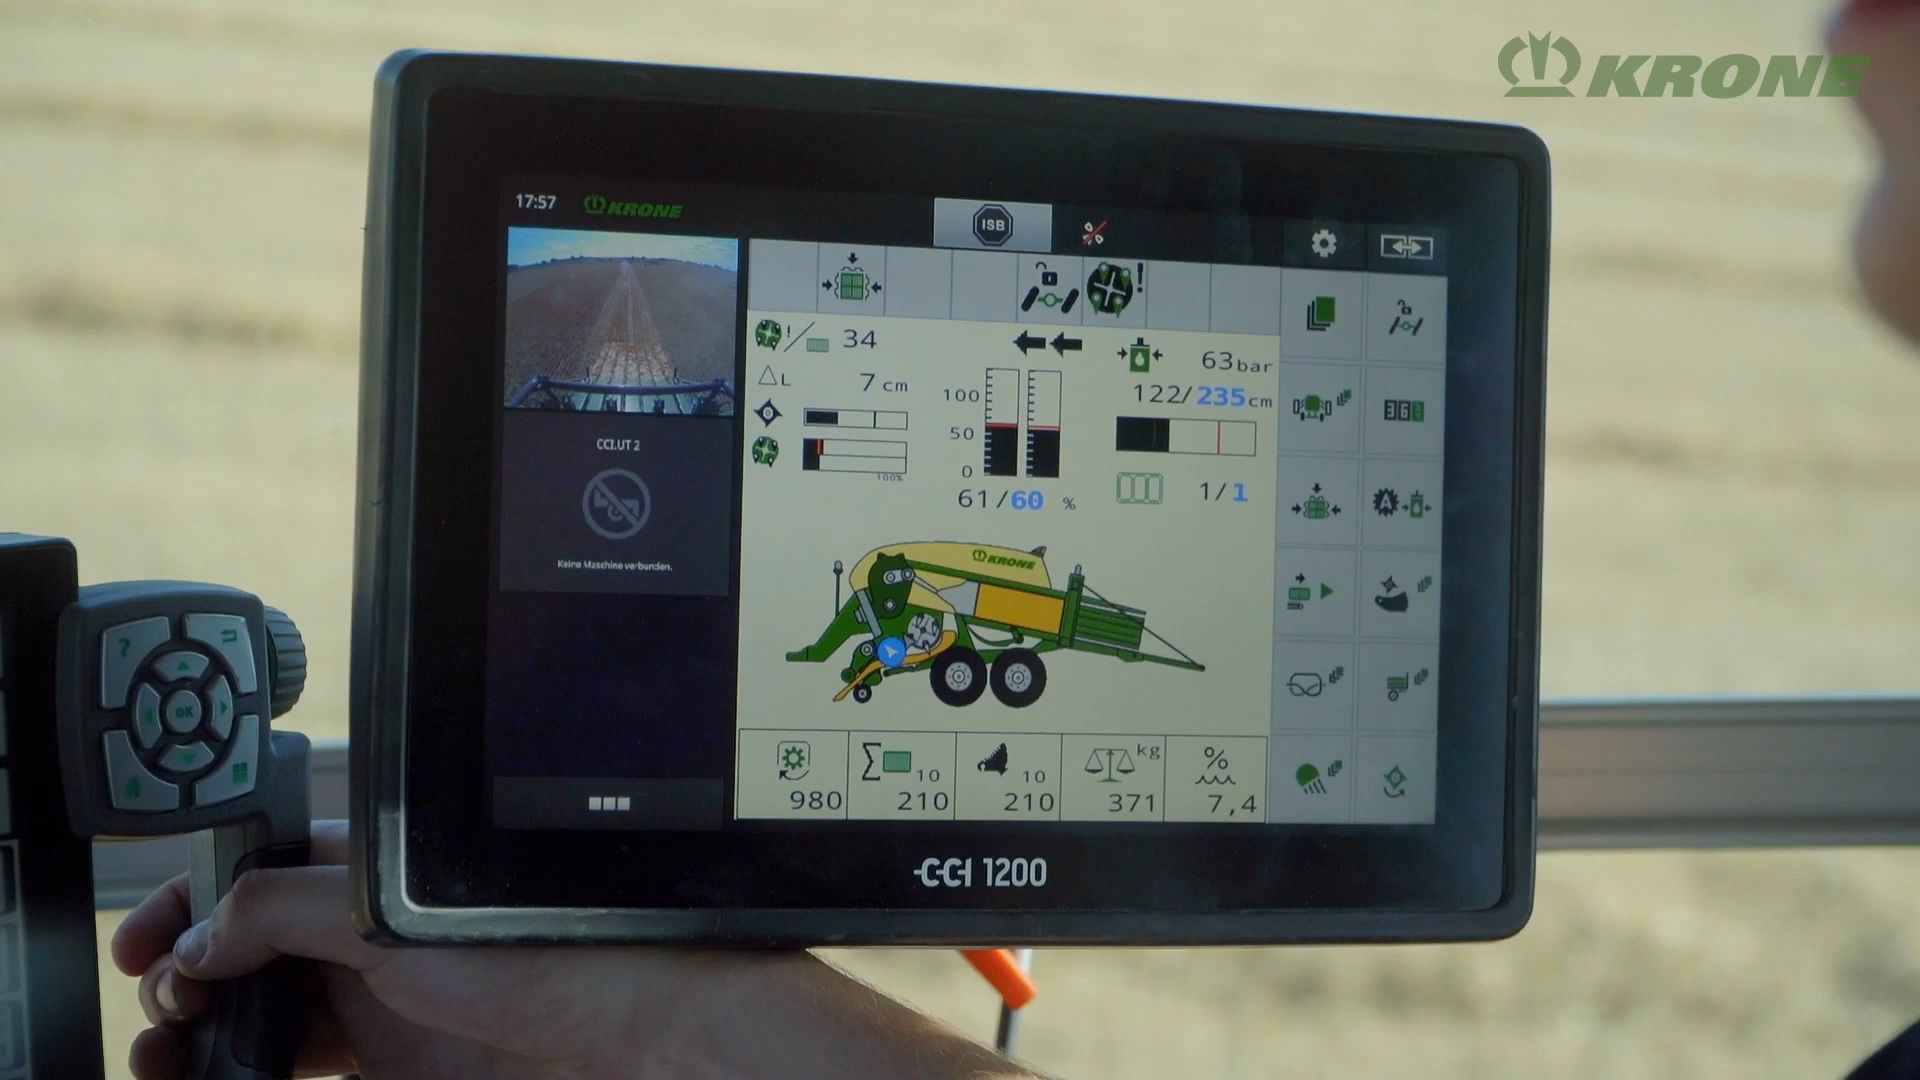 KRONE
17:57
KRONE
ISB
CCI.UT 2
Keine Maschine verbunden.
! / 34
L 7 cm
100%
100
50
0
61/60 %
63bar
122/235cm
1/1
KRONE
980
Σ 10
210
10
210
kg
371
%
7,4
?
OK
CCI 1200